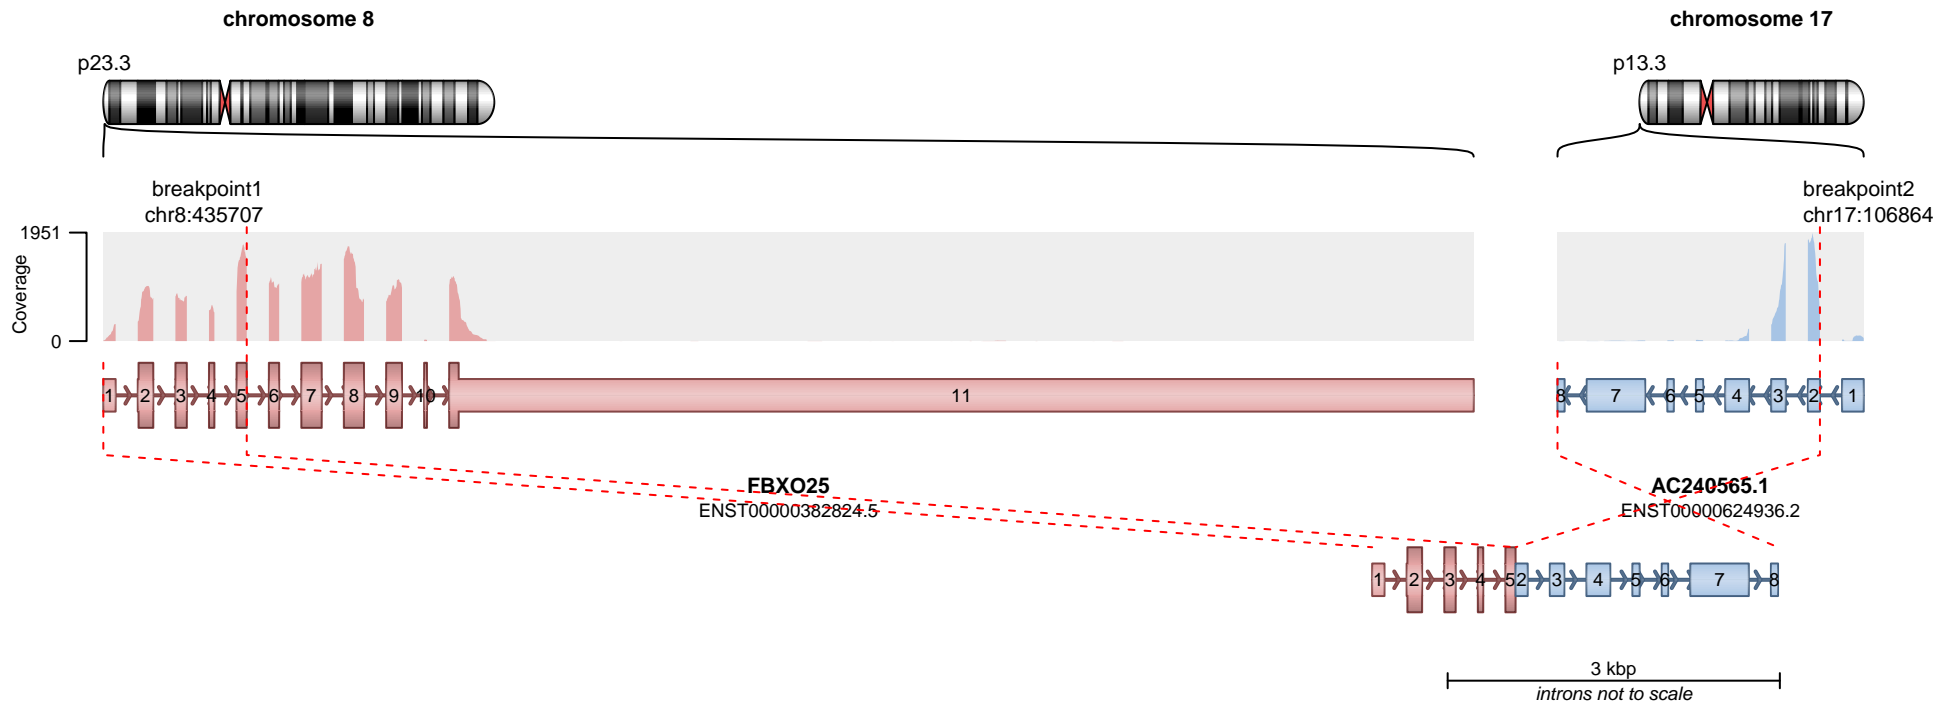 chromosome 8
chromosome 17
p23.3
p13.3
breakpoint1
chr8:435707
breakpoint2
chr17:106864
1951
Coverage
0
1 2 3 4 5 6 7 8 9 10 11
8 7 6 5 4 3 2 1
FBXO25
ENST00000382824.5
AC240565.1
ENST00000624936.2
1 2 3 4 5 2 3 4 5 6 7 8
3 kbp
introns not to scale